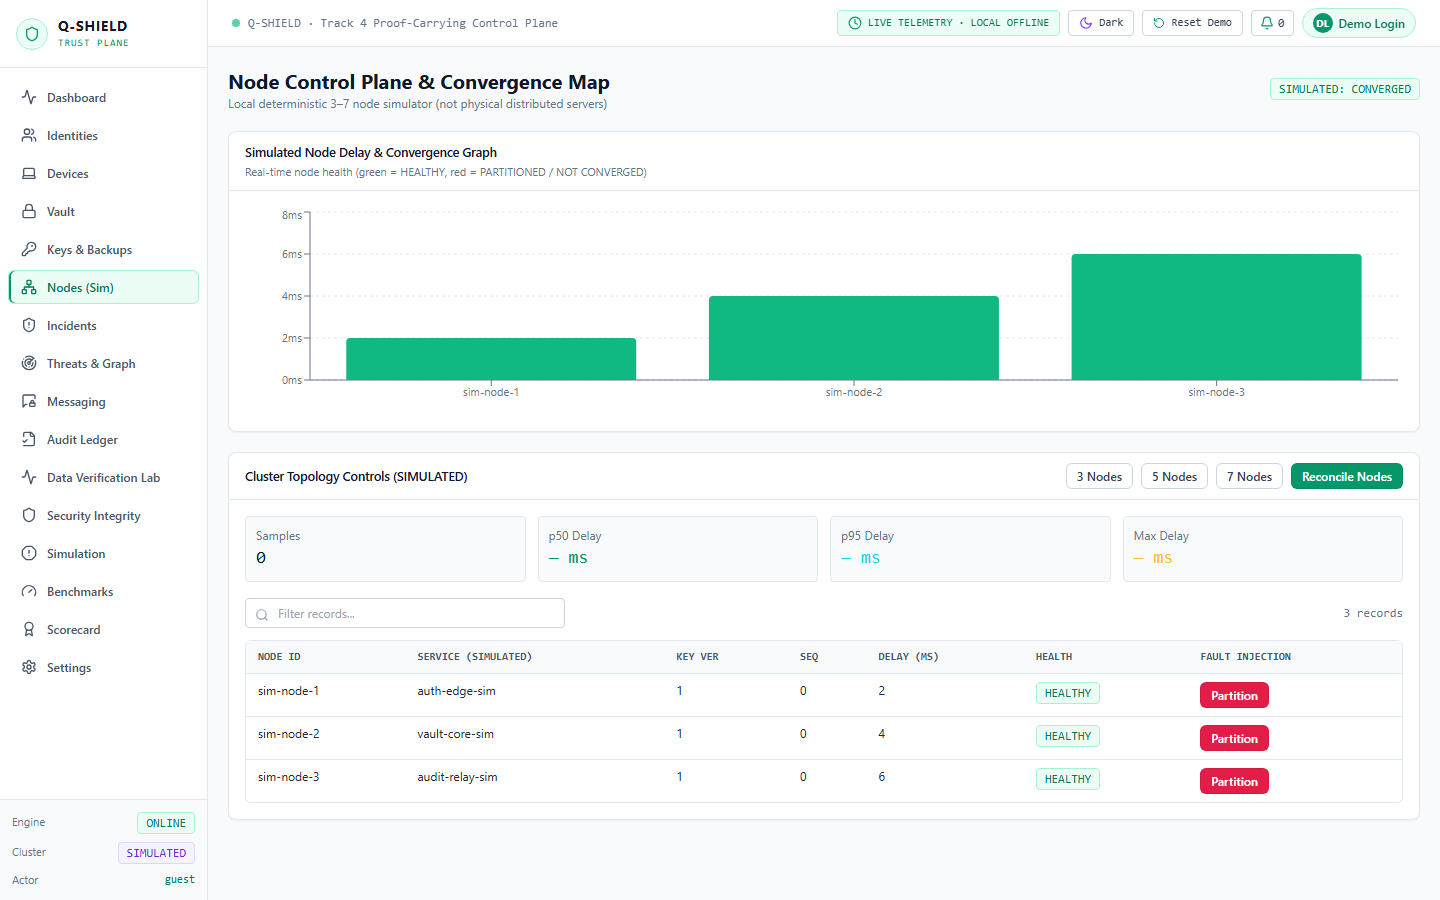 Q-SHIELD
TRUST PLANE
Dashboard
Identities
Devices
Vault
Keys & Backups
Nodes (Sim)
Incidents
Threats & Graph
Messaging
Audit Ledger
Data Verification Lab
Security Integrity
Simulation
Benchmarks
Scorecard
Settings
Engine ONLINE
Cluster SIMULATED
Actor guest
Q-SHIELD · Track 4 Proof-Carrying Control Plane
LIVE TELEMETRY · LOCAL OFFLINE
Dark
Reset Demo
0
DL Demo Login
Node Control Plane & Convergence Map
Local deterministic 3–7 node simulator (not physical distributed servers)
SIMULATED: CONVERGED
Simulated Node Delay & Convergence Graph
Real-time node health (green = HEALTHY, red = PARTITIONED / NOT CONVERGED)
8ms
6ms
4ms
2ms
0ms
sim-node-1 sim-node-2 sim-node-3
Cluster Topology Controls (SIMULATED)
3 Nodes 5 Nodes 7 Nodes Reconcile Nodes
Samples
0
p50 Delay
— ms
p95 Delay
— ms
Max Delay
— ms
Filter records...
3 records
NODE ID SERVICE (SIMULATED) KEY VER SEQ DELAY (MS) HEALTH FAULT INJECTION
sim-node-1 auth-edge-sim 1 0 2 HEALTHY Partition
sim-node-2 vault-core-sim 1 0 4 HEALTHY Partition
sim-node-3 audit-relay-sim 1 0 6 HEALTHY Partition